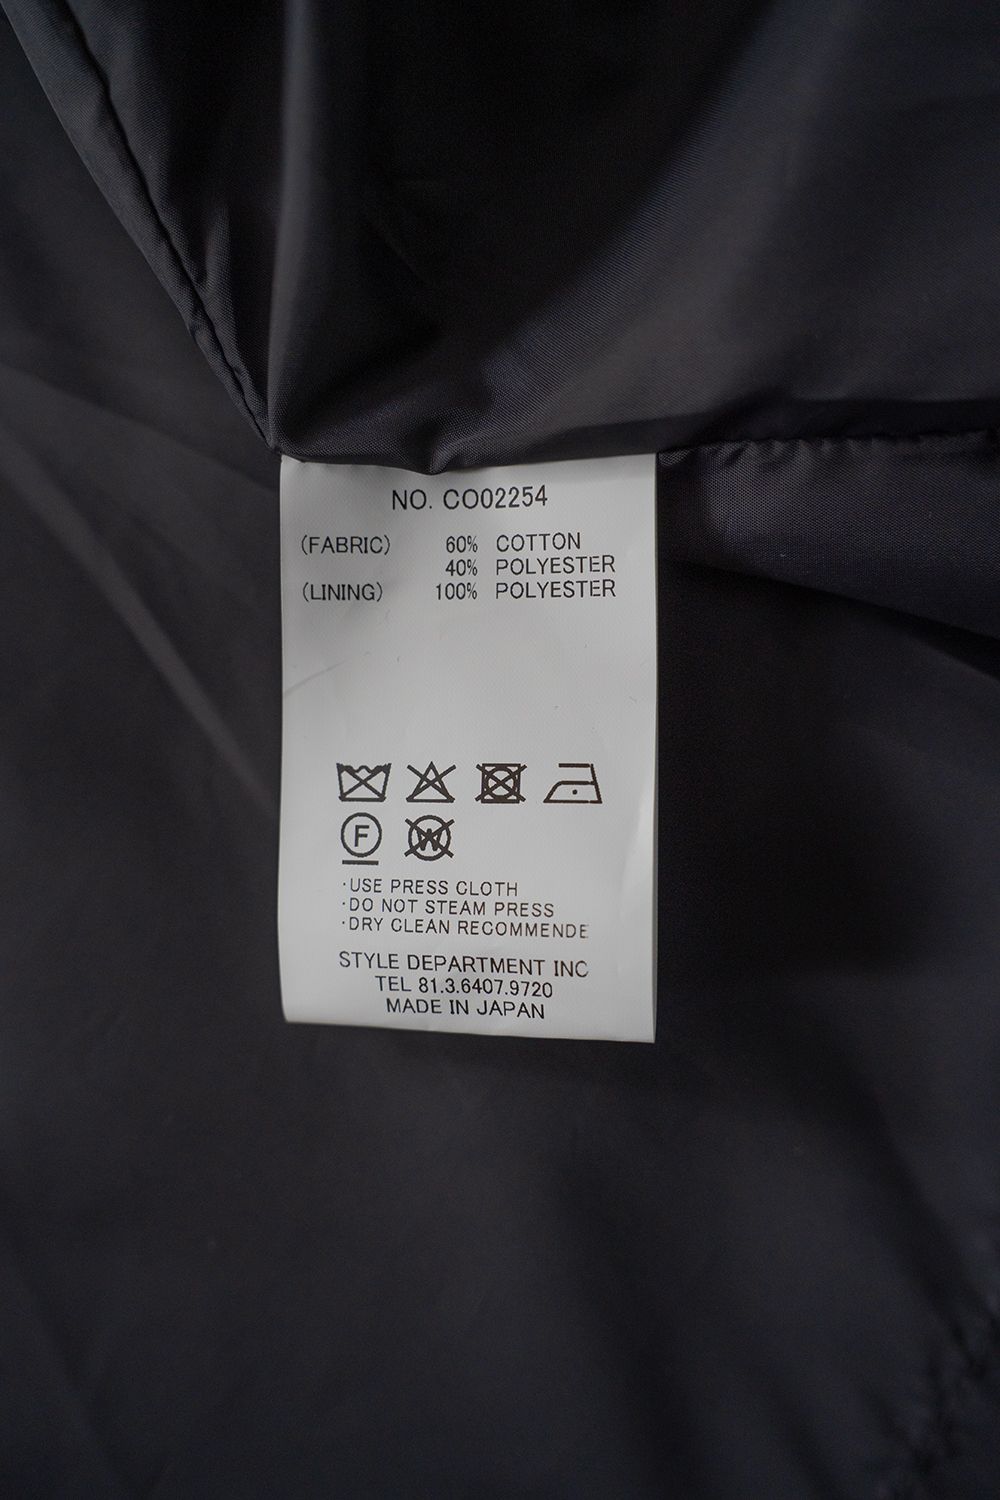 NO. CO02254
(FABRIC) 60% COTTON
40% POLYESTER
(LINING) 100% POLYESTER
F
W
·USE PRESS CLOTH
·DO NOT STEAM PRESS
·DRY CLEAN RECOMMENDE
STYLE DEPARTMENT INC
TEL 81.3.6407.9720
MADE IN JAPAN